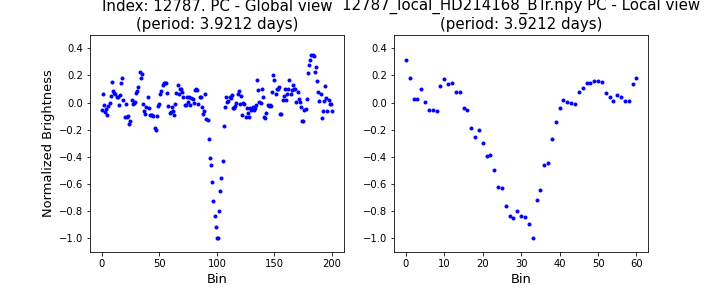 Index: 12787. PC - Global view
(period: 3.9212 days)
12787_local_HD214168_BTr.npy PC - Local view
(period: 3.9212 days)
Normalized Brightness
0.4
0.2
0.0
−0.2
−0.4
−0.6
−0.8
−1.0
0 50 100 150 200
Bin
0.4
0.2
0.0
−0.2
−0.4
−0.6
−0.8
−1.0
0 10 20 30 40 50 60
Bin